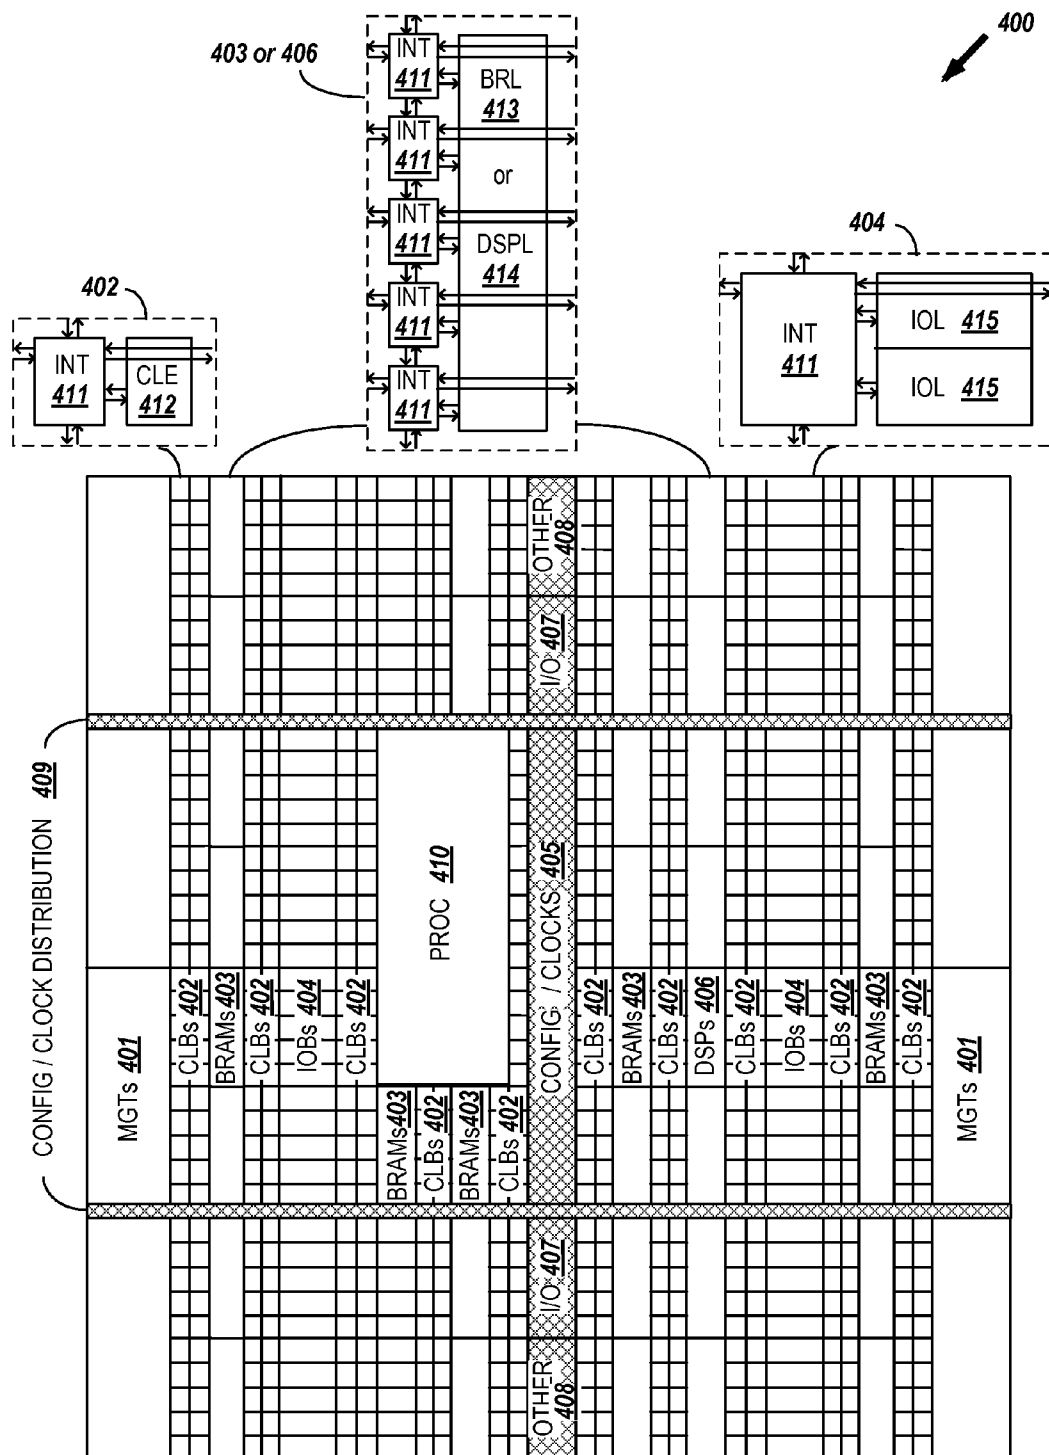 400
403 or 406
INT
411
INT
411
INT
411
INT
411
INT
411
BRL
413
or
DSPL
414
404
INT
411
IOL 415
IOL 415
402
INT
411
CLE
412
OTHER
408
I/O 407
CONFIG / CLOCK DISTRIBUTION 409
PROC 410
CONFIG / CLOCKS 405
MGTs 401
CLBs 402
BRAMs 403
CLBs 402
IOBs 404
CLBs 402
BRAMs 403
CLBs 402
BRAMs 403
CLBs 402
CLBs 402
BRAMs 403
CLBs 402
DSPs 406
CLBs 402
IOBs 404
CLBs 402
BRAMs 403
CLBs 402
MGTs 401
I/O 407
OTHER
408